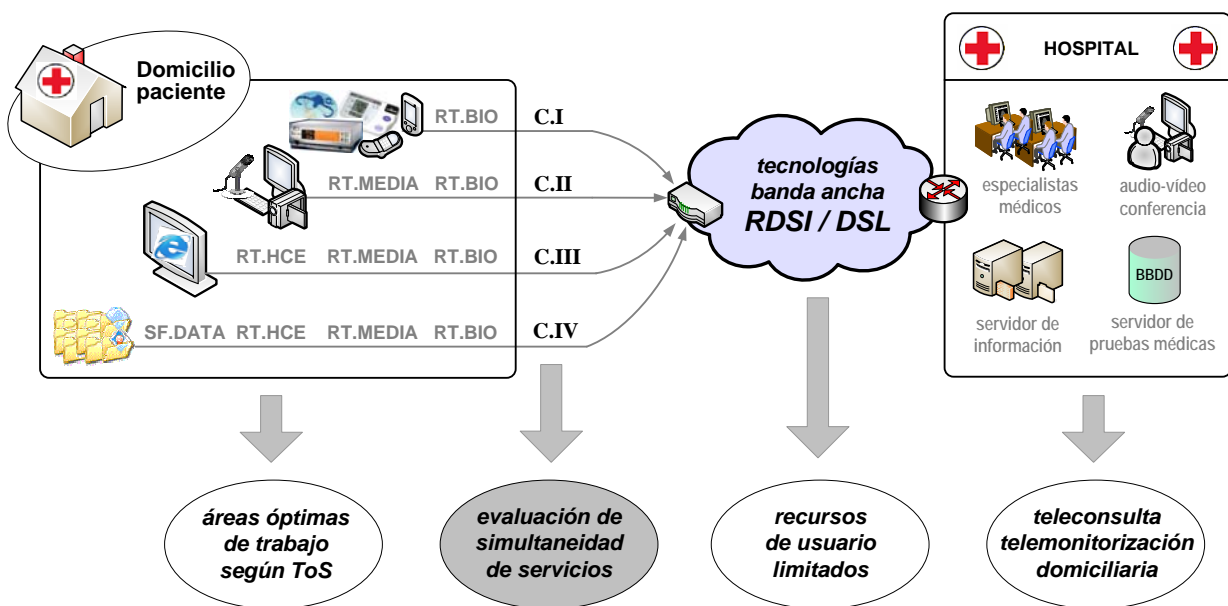 Domicilio
paciente
HOSPITAL
RT.BIO C.I
RT.MEDIA RT.BIO C.II
RT.HCE RT.MEDIA RT.BIO C.III
SF.DATA RT.HCE RT.MEDIA RT.BIO C.IV
tecnologías
banda ancha
RDSI / DSL
especialistas
médicos
audio-vídeo
conferencia
BBDD
servidor de
información
servidor de
pruebas médicas
áreas óptimas
de trabajo
según ToS
evaluación de
simultaneidad
de servicios
recursos
de usuario
limitados
teleconsulta
telemonitorización
domiciliaria